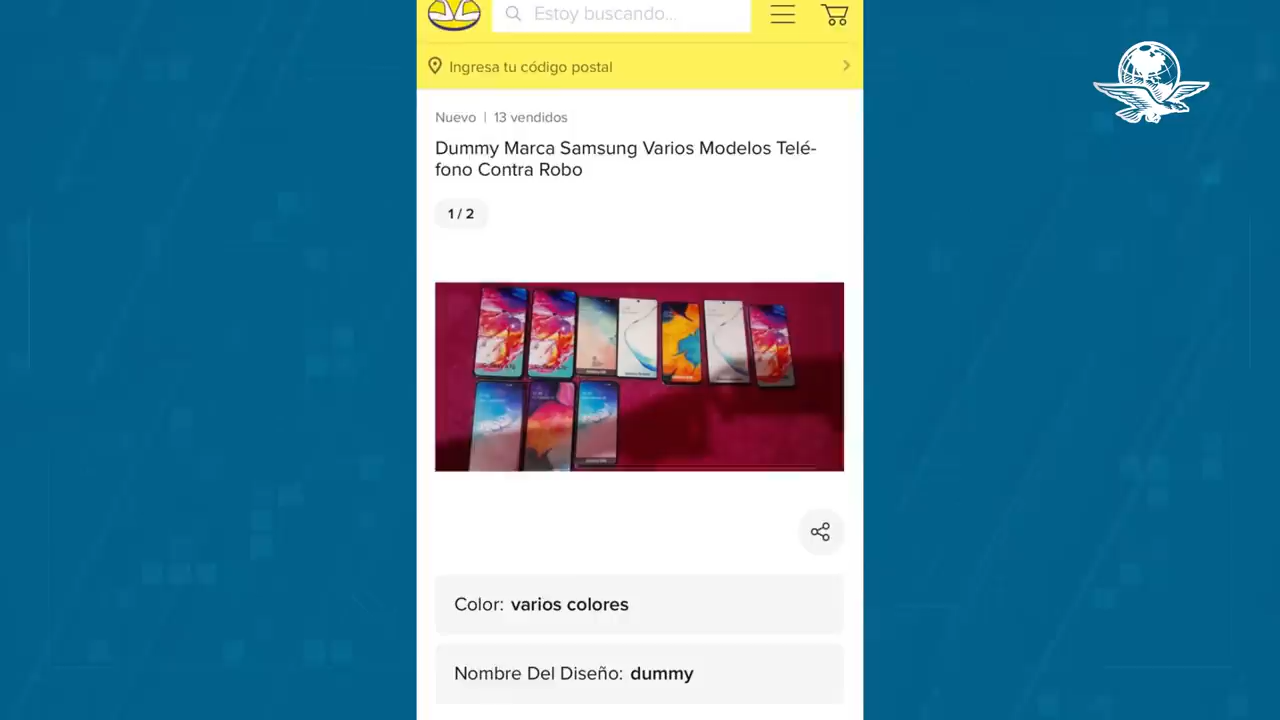 Estoy buscando...
Ingresa tu código postal
Nuevo | 13 vendidos
Dummy Marca Samsung Varios Modelos Telé-
fono Contra Robo
1 / 2
Color: varios colores
Nombre Del Diseño: dummy